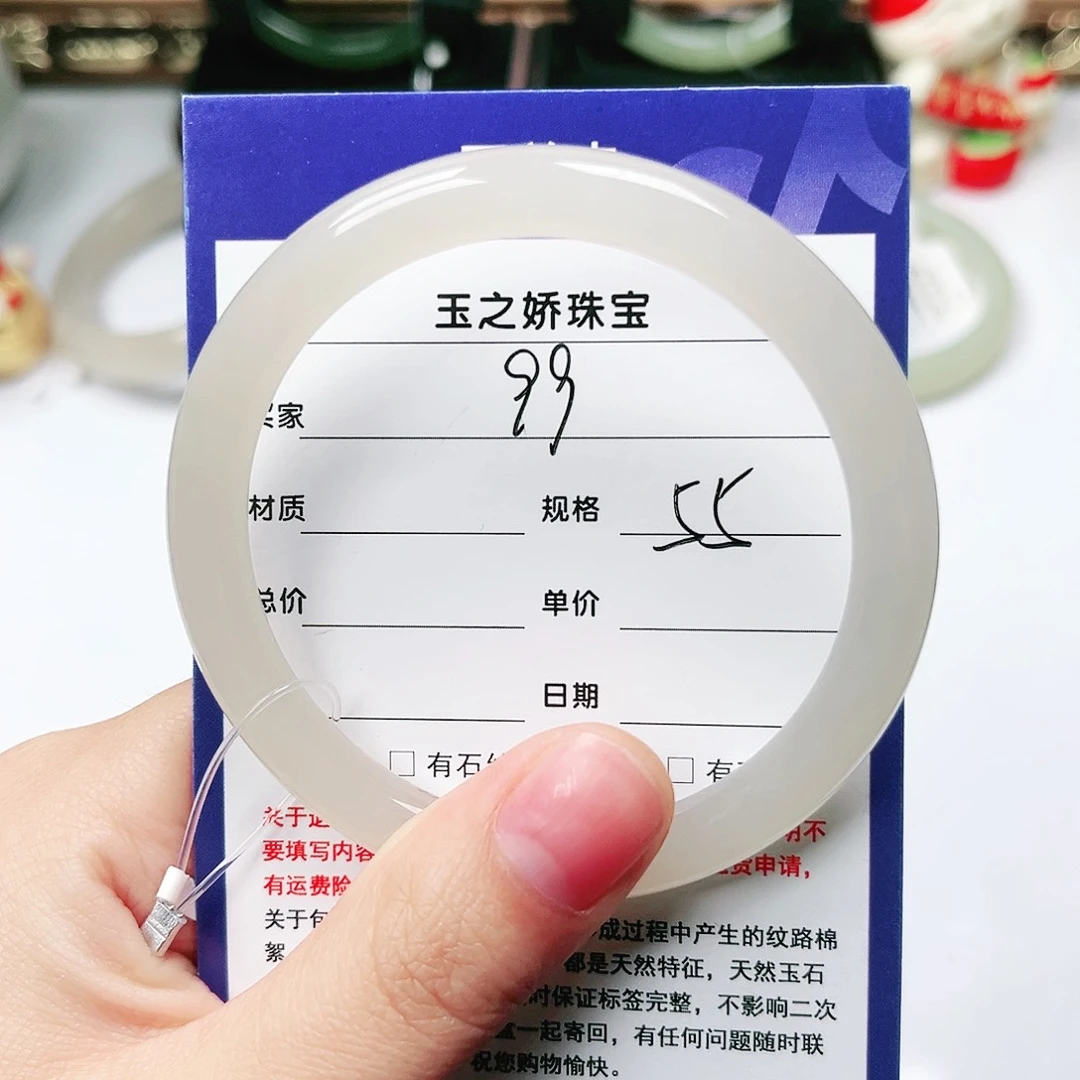 玉之娇珠宝
买家 99
材质 规格 55
总价 单价
日期
有石 有
关于
要填写内容
有运费险 货申请，
关于
絮 成过程中产生的纹路棉
都是天然特征，天然玉石
时保证标签完整，不影响二次
一起寄回，有任何问题随时联
祝您购物愉快。